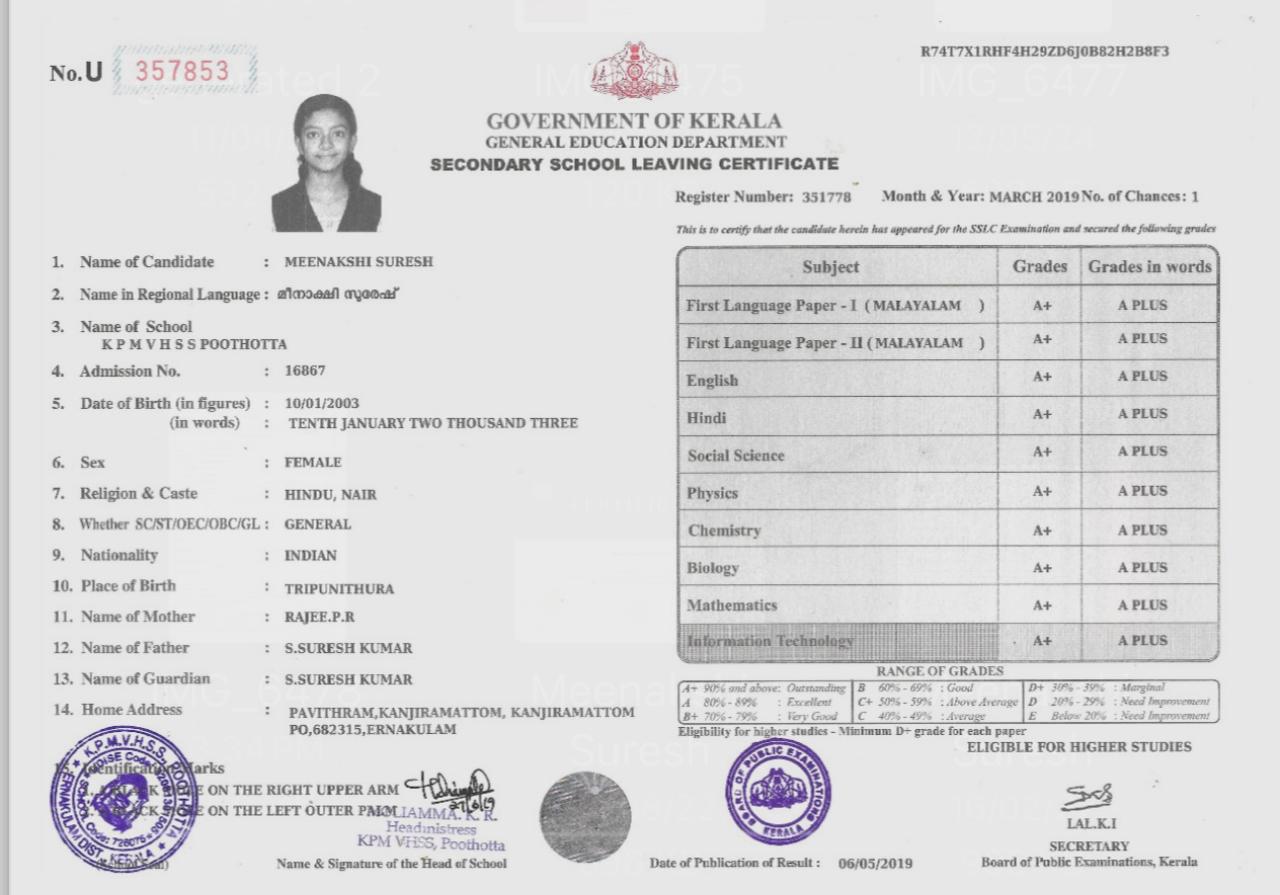 No. U 357853
R74T7X1RHF4H29ZD6J0B82H2B8F3
GOVERNMENT OF KERALA
GENERAL EDUCATION DEPARTMENT
SECONDARY SCHOOL LEAVING CERTIFICATE
Register Number: 351778 Month & Year: MARCH 2019 No. of Chances: 1
This is to certify that the candidate herein has appeared for the SSLC Examination and secured the following grades
1. Name of Candidate : MEENAKSHI SURESH
2. Name in Regional Language : മീനാക്ഷി സുരേഷ്
3. Name of School
K P M V H S S POOTHOTTA
4. Admission No. : 16867
5. Date of Birth (in figures) : 10/01/2003
(in words) : TENTH JANUARY TWO THOUSAND THREE
6. Sex : FEMALE
7. Religion & Caste : HINDU, NAIR
8. Whether SC/ST/OEC/OBC/GL : GENERAL
9. Nationality : INDIAN
10. Place of Birth : TRIPUNITHURA
11. Name of Mother : RAJEE.P.R
12. Name of Father : S.SURESH KUMAR
13. Name of Guardian : S.SURESH KUMAR
14. Home Address : PAVITHRAM,KANJIRAMATTOM, KANJIRAMATTOM
PO,682315,ERNAKULAM
15. Identification Marks
ON THE RIGHT UPPER ARM
ON THE LEFT OUTER PALM
27/6/19
MOLIAMMA. K. R.
Headmistress
KPM VHSS, Poothotta
K.P.M.V.H.S.S, POOTHOTTA
ERNAKULAM DIST.
KERALA
Name & Signature of the Head of School
Subject Grades Grades in words
First Language Paper - I ( MALAYALAM ) A+ A PLUS
First Language Paper - II ( MALAYALAM ) A+ A PLUS
English A+ A PLUS
Hindi A+ A PLUS
Social Science A+ A PLUS
Physics A+ A PLUS
Chemistry A+ A PLUS
Biology A+ A PLUS
Mathematics A+ A PLUS
Information Technology A+ A PLUS
RANGE OF GRADES
A+ 90% and above: Outstanding B 60% - 69% : Good D+ 30% - 39% : Marginal
A 80% - 89% : Excellent C+ 50% - 59% : Above Average D 20% - 29% : Need Improvement
B+ 70% - 79% : Very Good C 40% - 49% : Average E Below 20% : Need Improvement
Eligibility for higher studies - Minimum D+ grade for each paper
ELIGIBLE FOR HIGHER STUDIES
BOARD OF PUBLIC EXAMINATIONS
KERALA
LAL.K.I
SECRETARY
Date of Publication of Result : 06/05/2019
Board of Public Examinations, Kerala